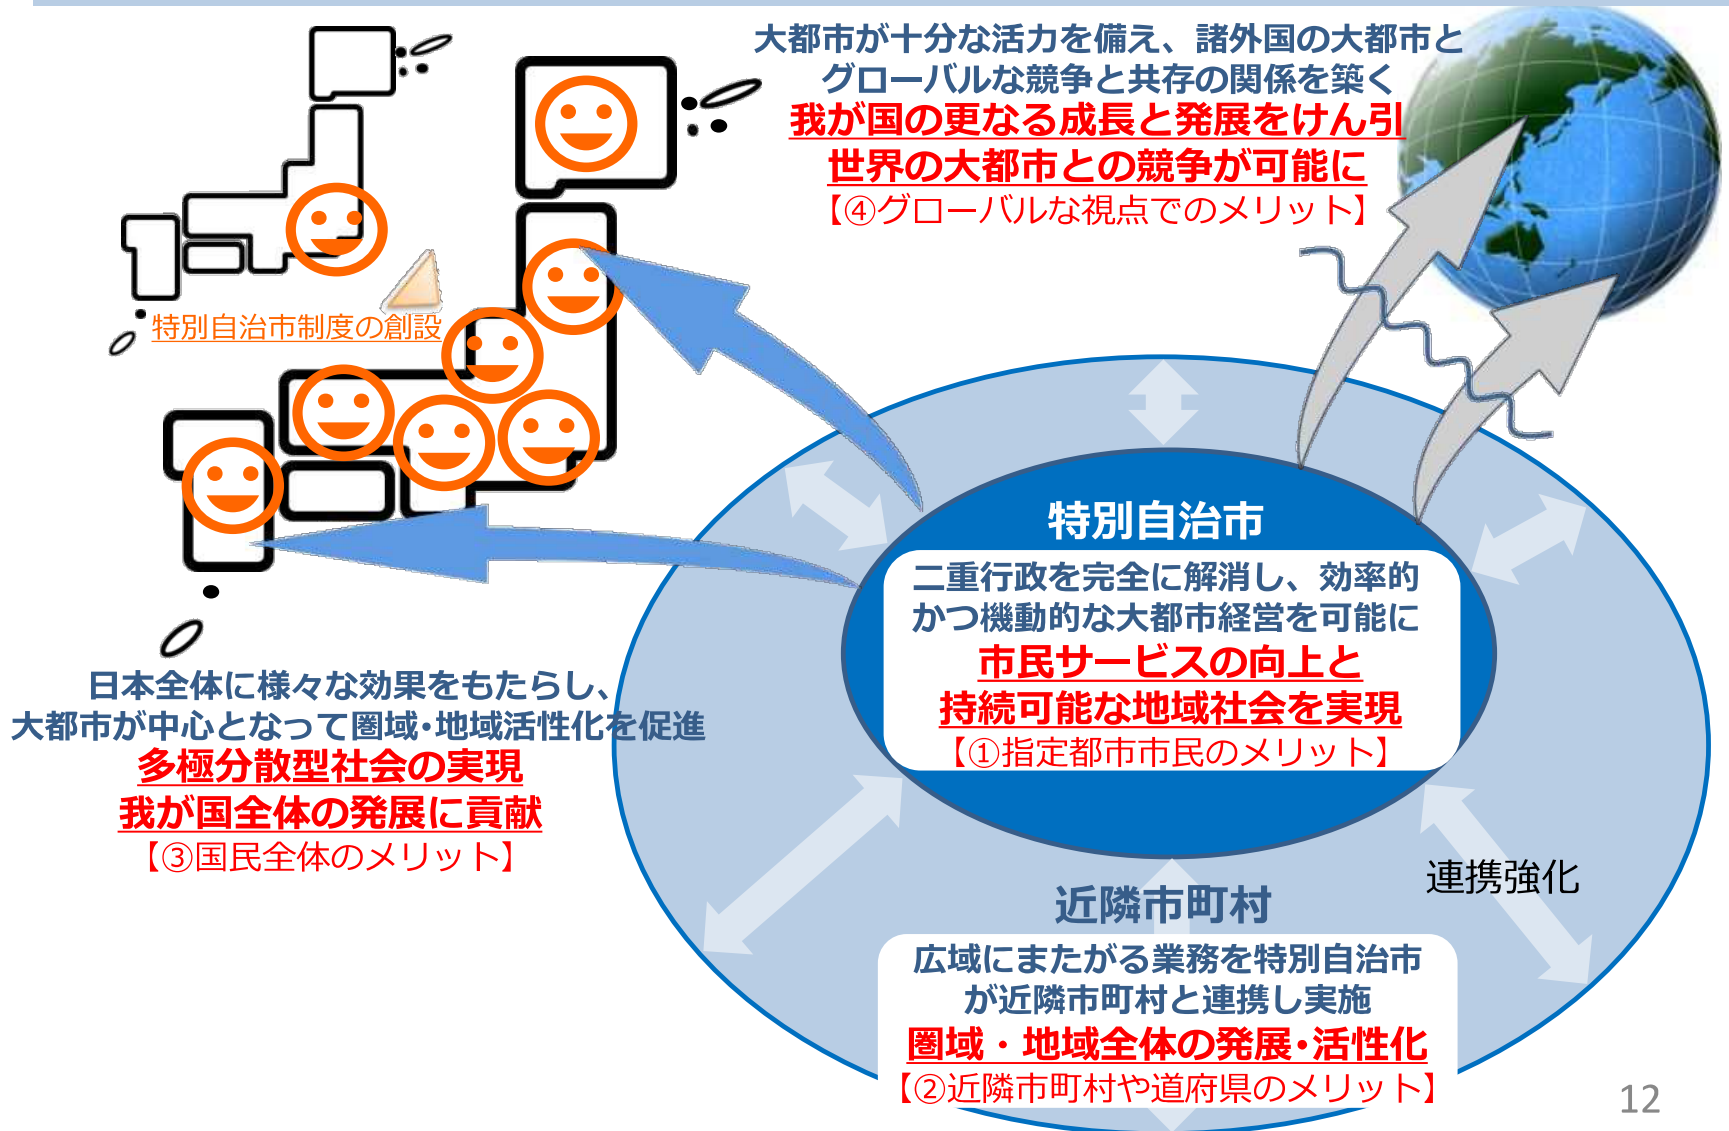 大都市が十分な活力を備え、諸外国の大都市と
グローバルな競争と共存の関係を築く
我が国の更なる成長と発展をけん引
世界の大都市との競争が可能に
【④グローバルな視点でのメリット】
特別自治市制度の創設
特別自治市
二重行政を完全に解消し、効率的
かつ機動的な大都市経営を可能に
市民サービスの向上と
持続可能な地域社会を実現
【①指定都市市民のメリット】
日本全体に様々な効果をもたらし、
大都市が中心となって圏域・地域活性化を促進
多極分散型社会の実現
我が国全体の発展に貢献
【③国民全体のメリット】
連携強化
近隣市町村
広域にまたがる業務を特別自治市
が近隣市町村と連携し実施
圏域・地域全体の発展・活性化
【②近隣市町村や道府県のメリット】
12